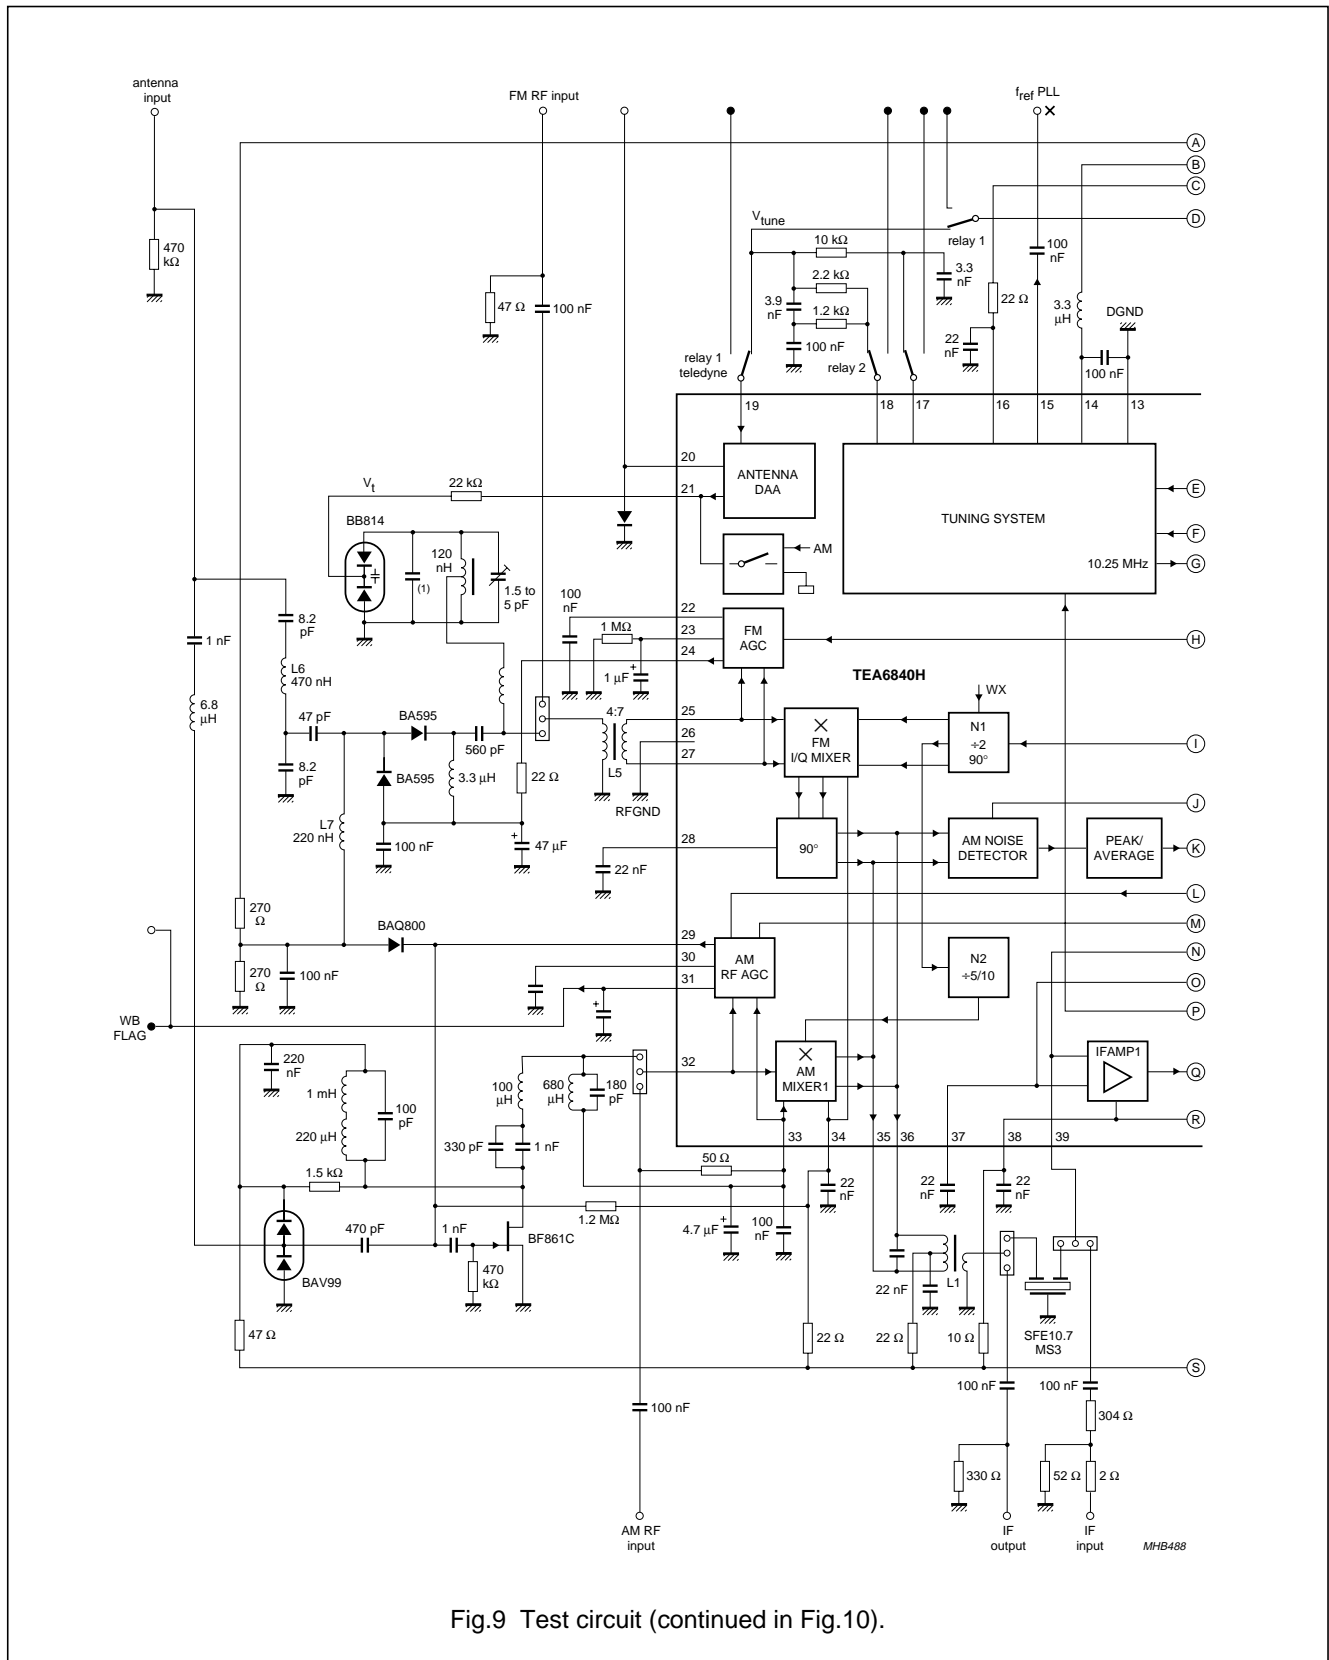 antenna
input
FM RF input
fref PLL
A
B
C
D
Vtune
relay 1
470
kΩ
47 Ω
100 nF
10 kΩ
2.2 kΩ
1.2 kΩ
3.9
nF
100 nF
3.3
nF
100
nF
22 Ω
22
nF
3.3
μH
DGND
100 nF
relay 1
teledyne
relay 2
19
18
17
16
15
14
13
20
21
ANTENNA
DAA
TUNING SYSTEM
10.25 MHz
E
F
G
Vt
22 kΩ
BB814
(1)
120
nH
1.5 to
5 pF
AM
100
nF
1 MΩ
1 μF
+
22
23
24
FM
AGC
H
TEA6840H
8.2
pF
1 nF
L6
470 nH
6.8
μH
47 pF
BA595
560 pF
8.2
pF
BA595
3.3 μH
22 Ω
4:7
L5
RFGND
25
26
27
FM
I/Q MIXER
WX
N1
÷2
90°
I
L7
220 nH
100 nF
+
47 μF
22 nF
28
90°
AM NOISE
DETECTOR
PEAK/
AVERAGE
J
K
270
Ω
BAQ800
270
Ω
100 nF
29
30
31
AM
RF AGC
N2
÷5/10
L
M
N
O
P
WB
FLAG
+
220
nF
1 mH
220 μH
100
pF
100
μH
680
μH
180
pF
32
AM
MIXER1
IFAMP1
Q
R
330 pF
1 nF
33
34
35
36
37
38
39
50 Ω
22
nF
22
nF
22
nF
1.5 kΩ
1.2 MΩ
4.7 μF
+
100
nF
470 pF
1 nF
BF861C
470
kΩ
BAV99
22 nF
L1
SFE10.7
MS3
47 Ω
22 Ω
22 Ω
10 Ω
S
100 nF
100 nF
100 nF
304 Ω
330 Ω
52 Ω
2 Ω
AM RF
input
IF
output
IF
input
MHB488
Fig.9 Test circuit (continued in Fig.10).